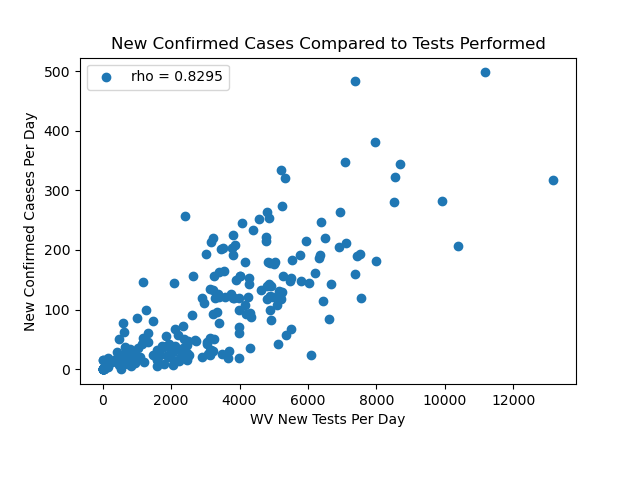 New Confirmed Cases Compared to Tests Performed
rho = 0.8295
New Confirmed Caeses Per Day
500
400
300
200
100
0
0 2000 4000 6000 8000 10000 12000
WV New Tests Per Day